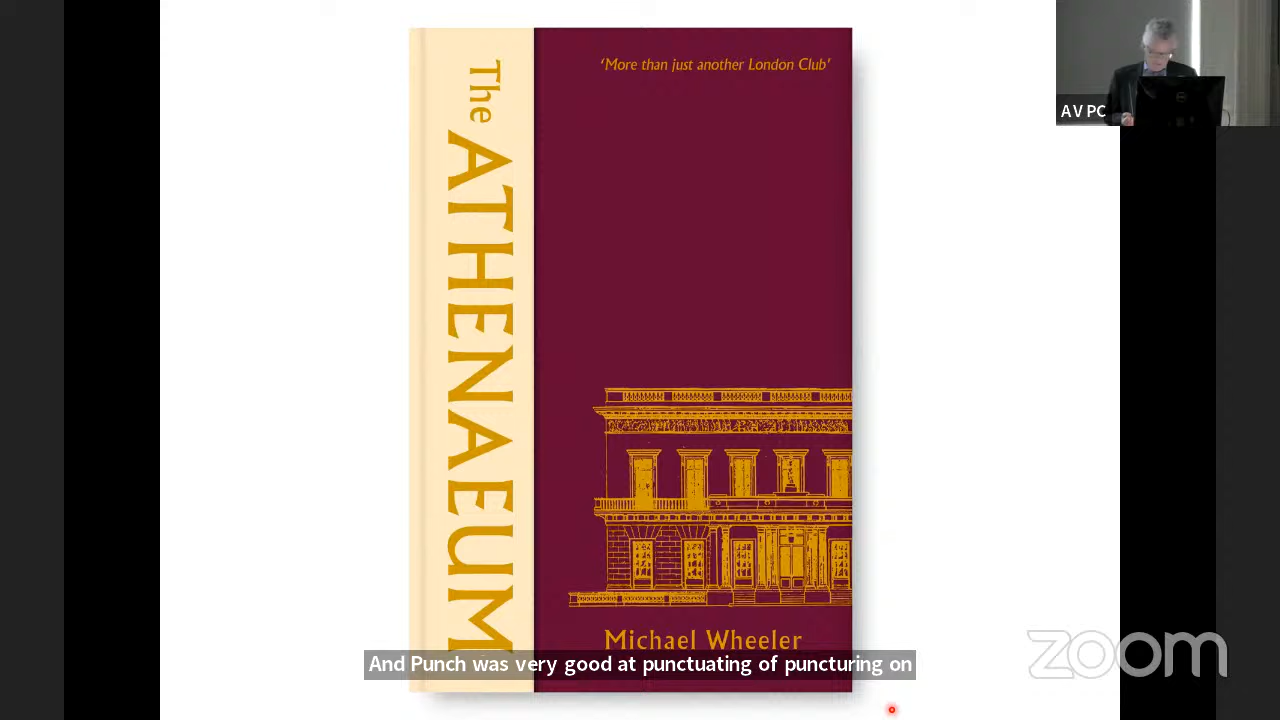 The ATHENAEUM
'More than just another London Club'
Michael Wheeler
And Punch was very good at punctuating of puncturing on
AV PC
zoom